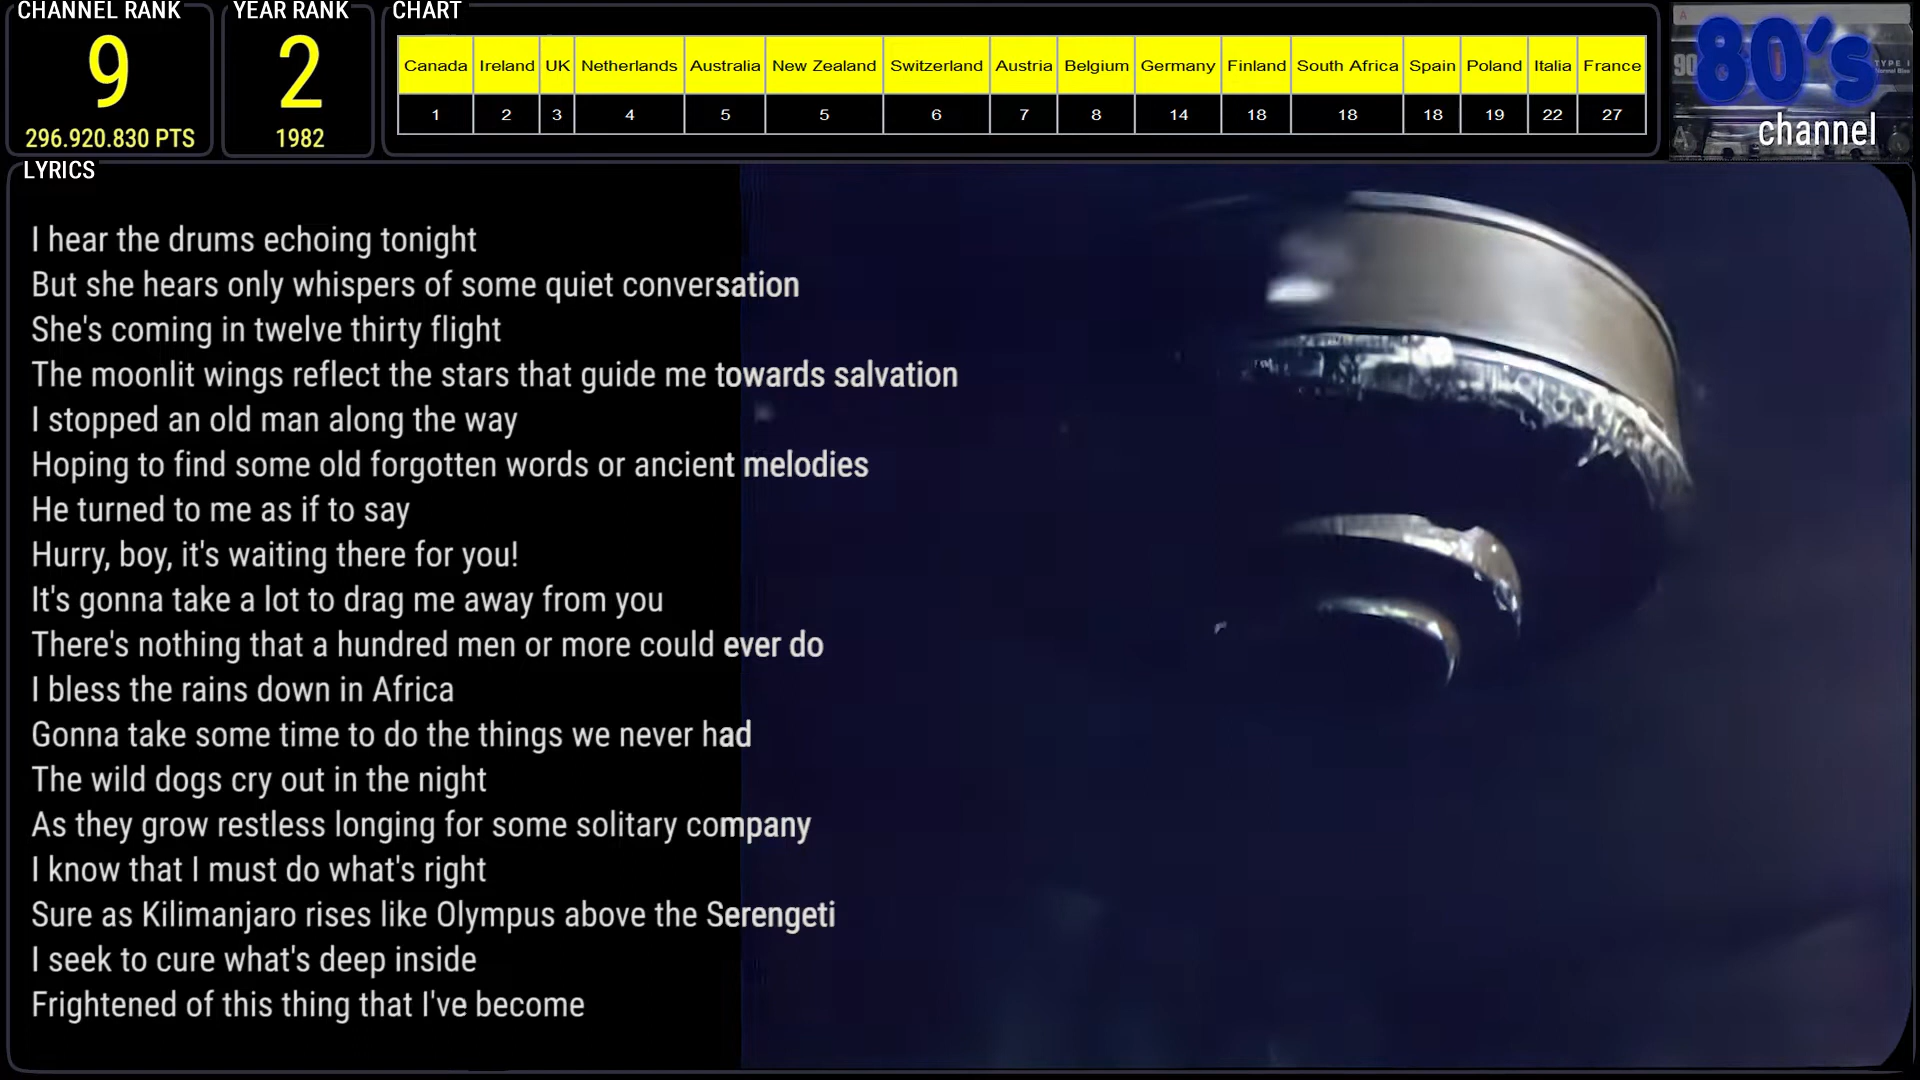 CHANNEL RANK
9
296.920.830 PTS
YEAR RANK
2
1982
CHART
Canada Ireland UK Netherlands Australia New Zealand Switzerland Austria Belgium Germany Finland South Africa Spain Poland Italia France
1 2 3 4 5 5 6 7 8 14 18 18 18 19 22 27
A
90
TYPE I
80's
channel
LYRICS
I hear the drums echoing tonight
But she hears only whispers of some quiet conversation
She's coming in twelve thirty flight
The moonlit wings reflect the stars that guide me towards salvation
I stopped an old man along the way
Hoping to find some old forgotten words or ancient melodies
He turned to me as if to say
Hurry, boy, it's waiting there for you!
It's gonna take a lot to drag me away from you
There's nothing that a hundred men or more could ever do
I bless the rains down in Africa
Gonna take some time to do the things we never had
The wild dogs cry out in the night
As they grow restless longing for some solitary company
I know that I must do what's right
Sure as Kilimanjaro rises like Olympus above the Serengeti
I seek to cure what's deep inside
Frightened of this thing that I've become